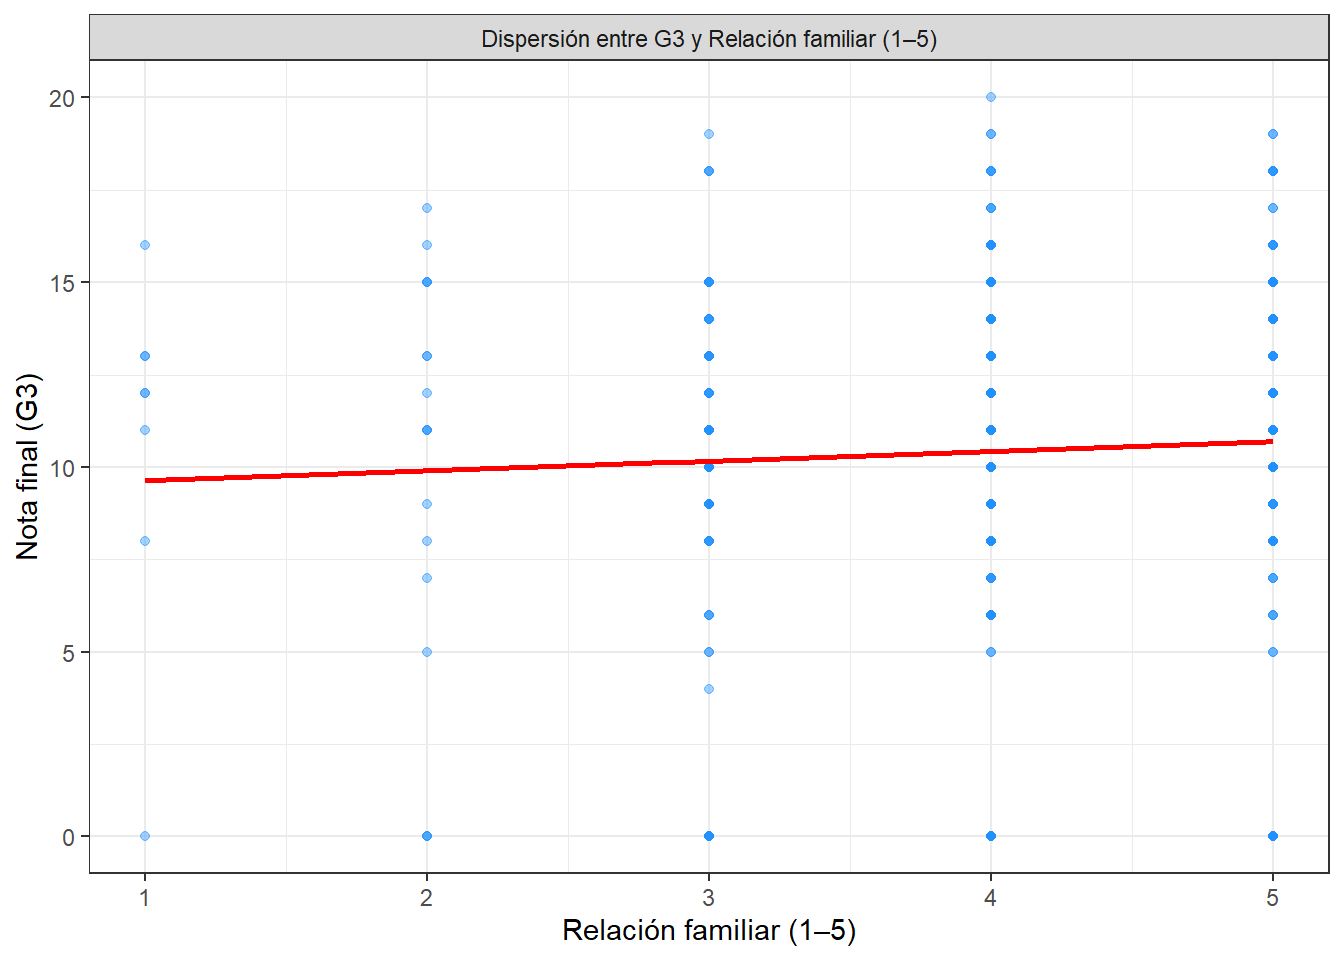 Dispersión entre G3 y Relación familiar (1–5)
Nota final (G3)
20
15
10
5
0
1 2 3 4 5
Relación familiar (1–5)